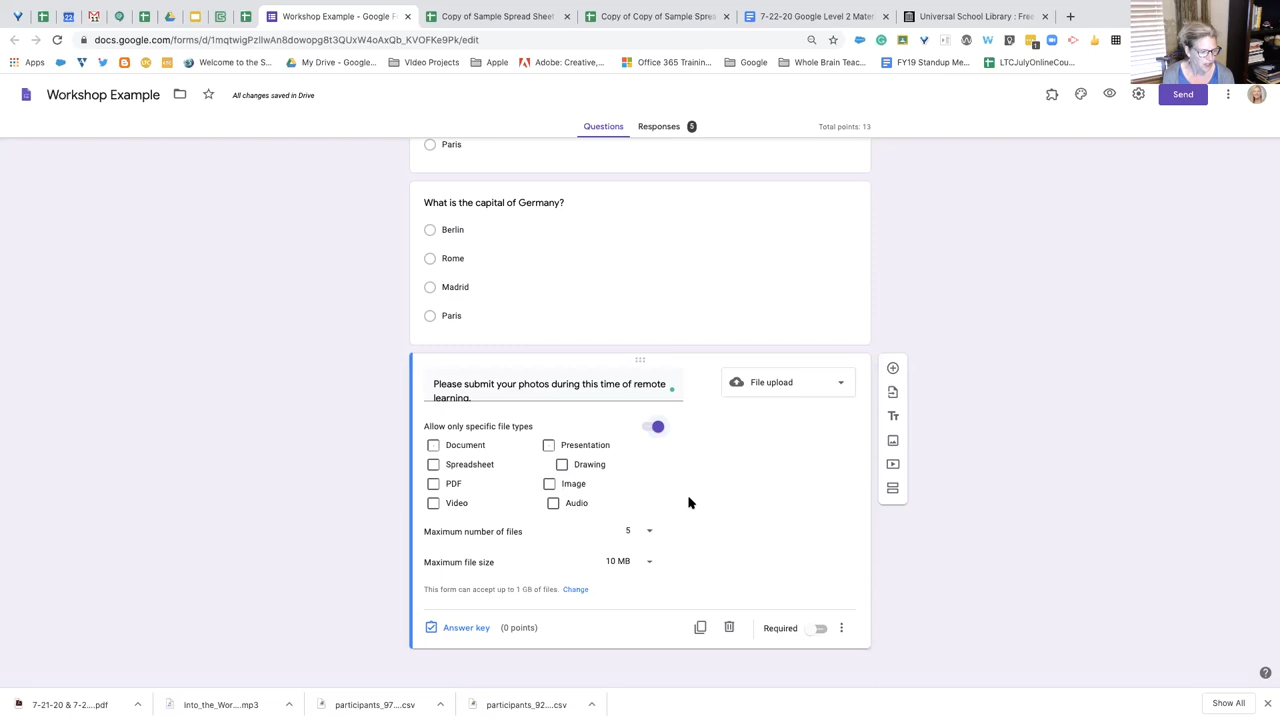 Workshop Example - Google F
Copy of Sample Spread Sheet
Copy of Copy of Sample Sprea
7-22-20 Google Level 2 Mater
Universal School Library : Free
docs.google.com/forms/d/
/edit
Apps
Welcome to the S...
My Drive - Google...
Video Projects
Apple
Adobe: Creative,...
Office 365 Trainin...
Google
Whole Brain Teac...
FY19 Standup Me...
LTCJulyOnlineCou...
Workshop Example
All changes saved in Drive
Send
Questions
Responses 5
Total points: 13
Paris
What is the capital of Germany?
Berlin
Rome
Madrid
Paris
Please submit your photos during this time of remote
learning.
File upload
Allow only specific file types
Document Presentation
Spreadsheet Drawing
PDF Image
Video Audio
Maximum number of files 5
Maximum file size 10 MB
This form can accept up to 1 GB of files. Change
Answer key (0 points)
Required
7-21-20 & 7-2....pdf
Into_the_Wor....mp3
participants_97....csv
participants_92....csv
Show All